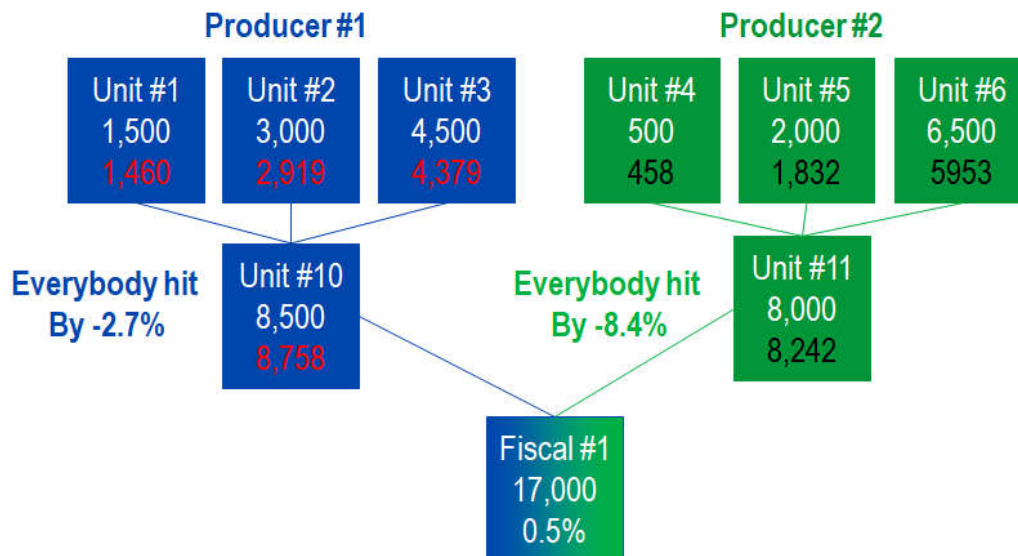 Producer #1
Producer #2
Unit #1
1,500
1,460
Unit #2
3,000
2,919
Unit #3
4,500
4,379
Unit #4
500
458
Unit #5
2,000
1,832
Unit #6
6,500
5953
Everybody hit
By -2.7%
Unit #10
8,500
8,758
Everybody hit
By -8.4%
Unit #11
8,000
8,242
Fiscal #1
17,000
0.5%